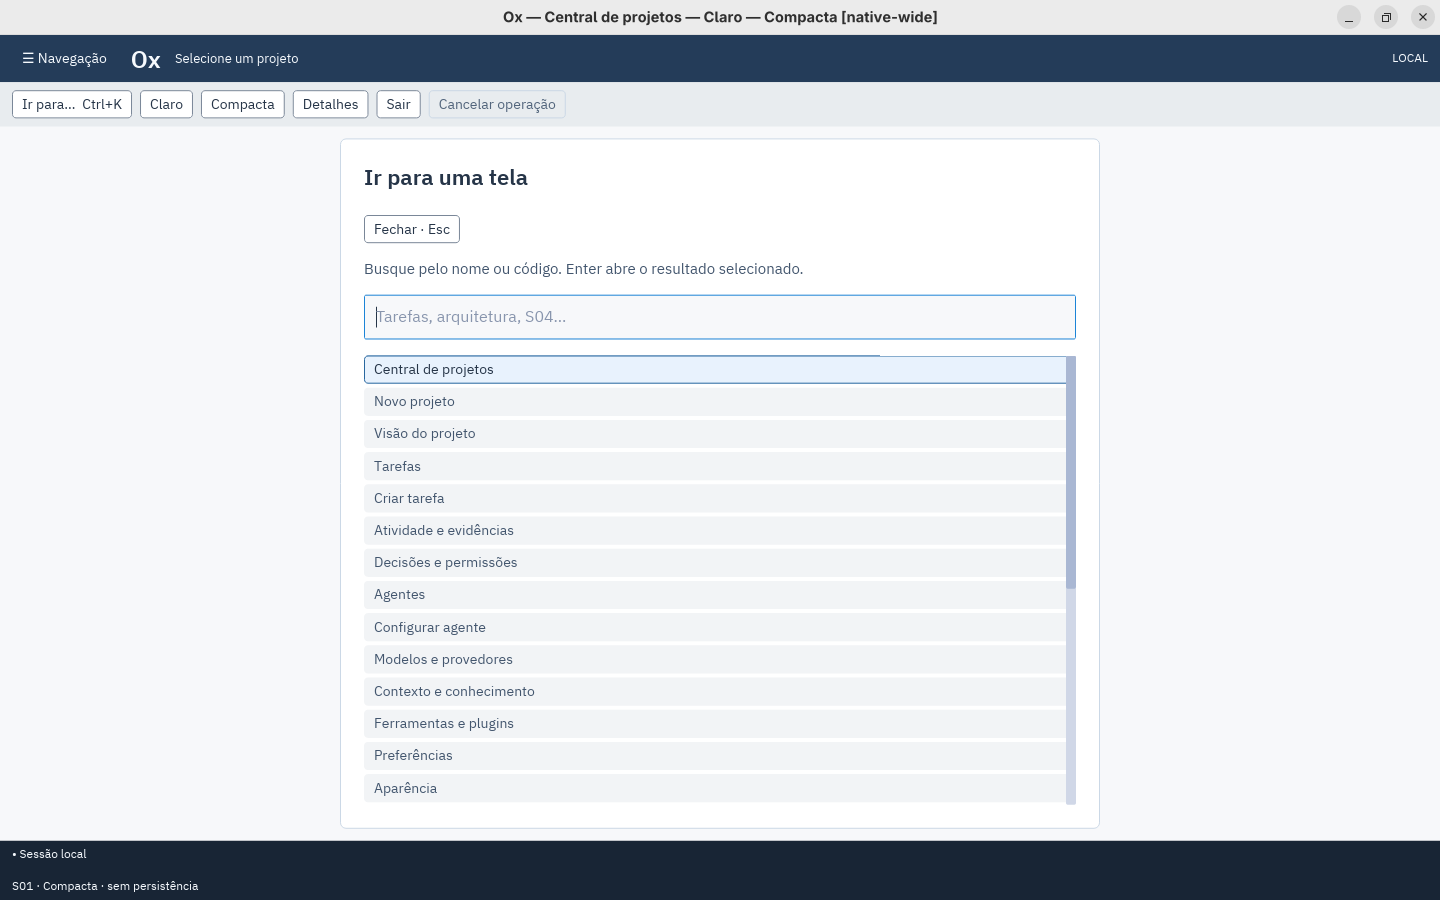 Ox — Central de projetos — Claro — Compacta [native-wide]
☰ Navegação Ox Selecione um projeto LOCAL
Ir para... Ctrl+K Claro Compacta Detalhes Sair Cancelar operação
Ir para uma tela
Fechar · Esc
Busque pelo nome ou código. Enter abre o resultado selecionado.
Tarefas, arquitetura, S04...
Central de projetos
Novo projeto
Visão do projeto
Tarefas
Criar tarefa
Atividade e evidências
Decisões e permissões
Agentes
Configurar agente
Modelos e provedores
Contexto e conhecimento
Ferramentas e plugins
Preferências
Aparência
• Sessão local
S01 · Compacta · sem persistência